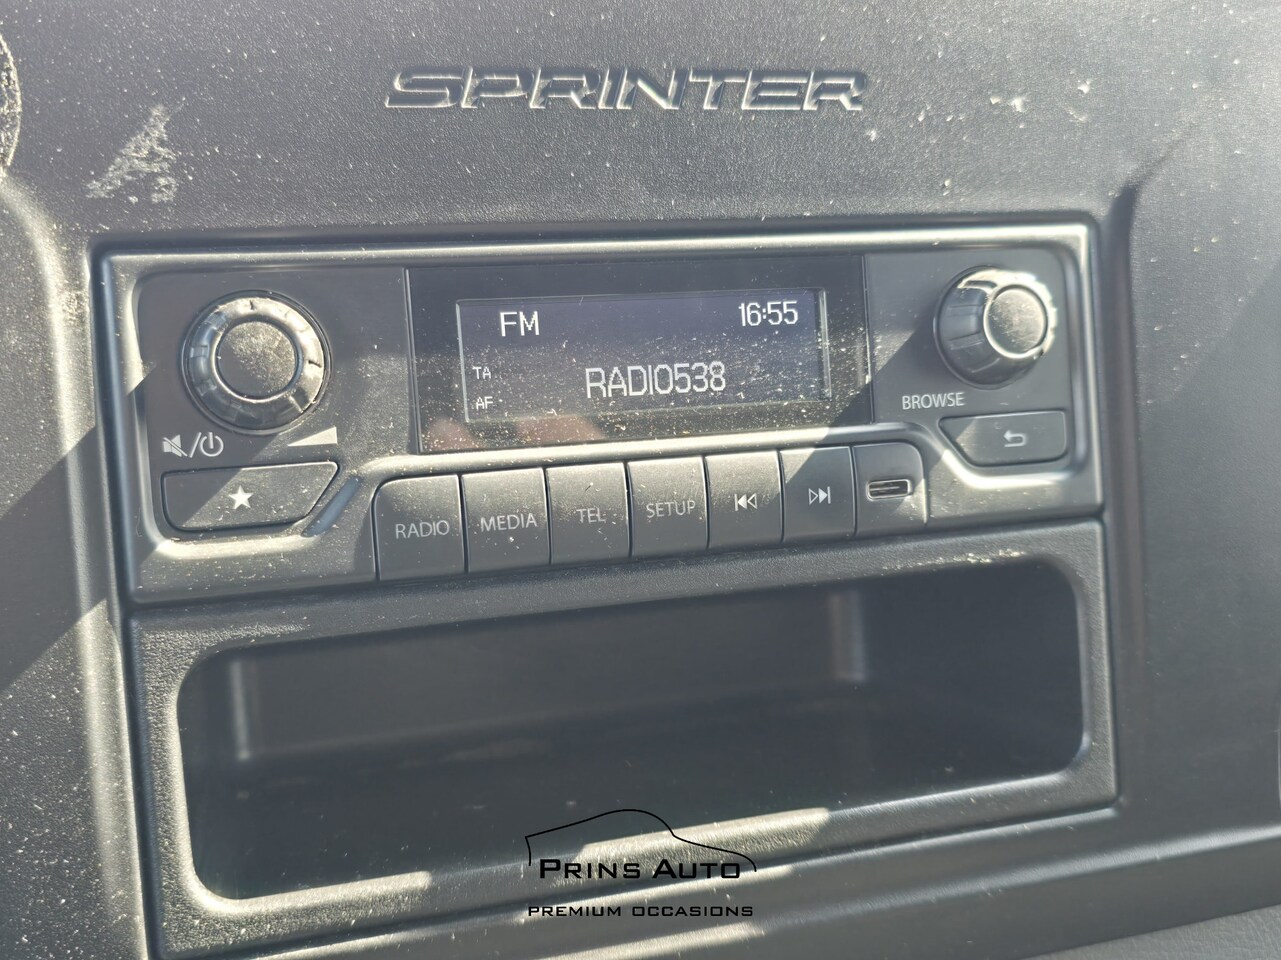 SPRINTER
FM 16:55
TA
RADIO538
AF
BROWSE
RADIO MEDIA TEL SETUP
PRINS AUTO
PREMIUM OCCASIONS